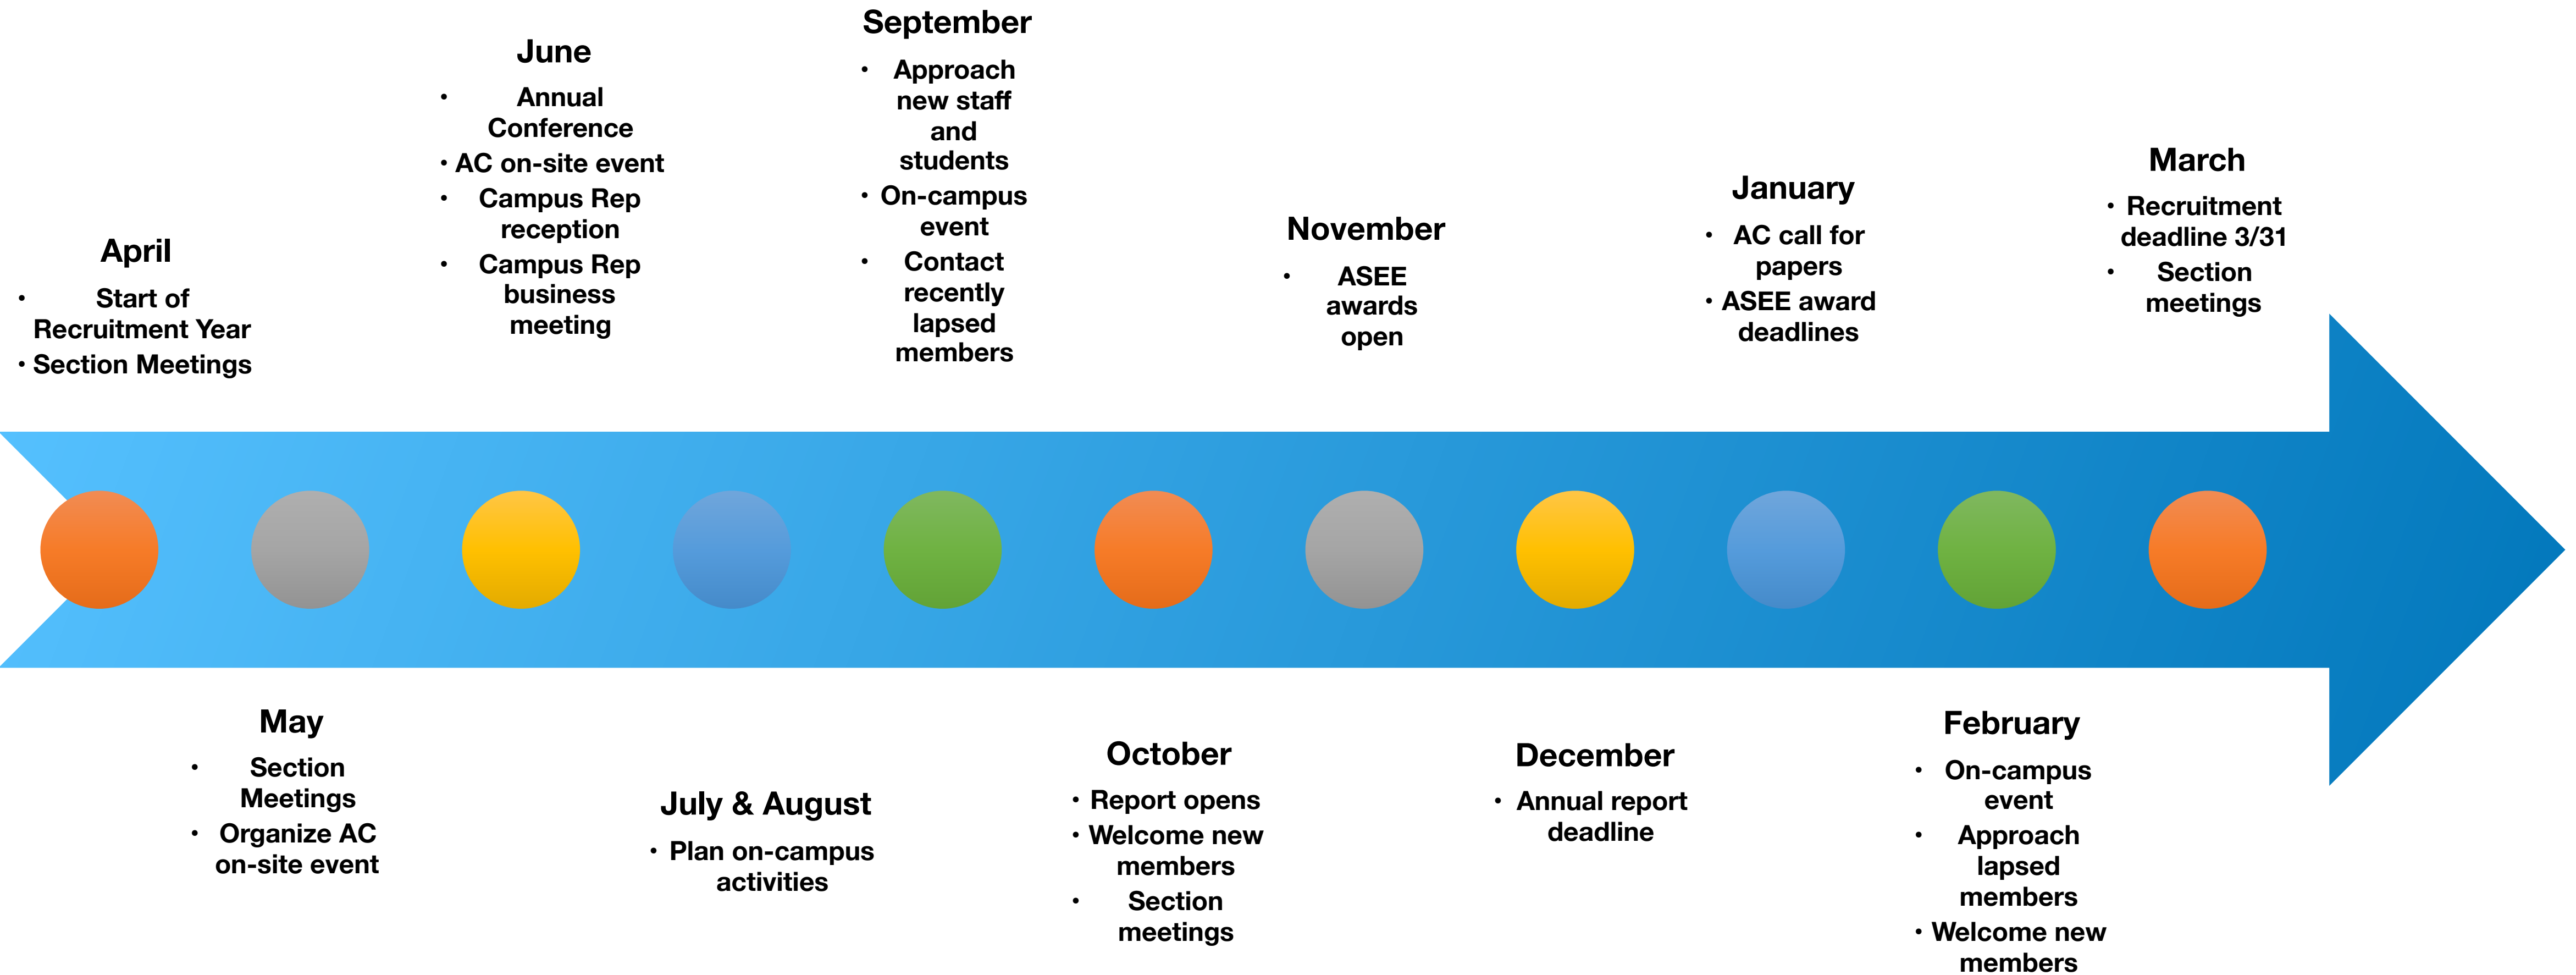 April
• Start of
Recruitment Year
• Section Meetings
May
• Section
Meetings
• Organize AC
on-site event
June
• Annual
Conference
• AC on-site event
• Campus Rep
reception
• Campus Rep
business
meeting
July & August
• Plan on-campus
activities
September
• Approach
new staff
and
students
• On-campus
event
• Contact
recently
lapsed
members
October
• Report opens
• Welcome new
members
• Section
meetings
November
• ASEE
awards
open
December
• Annual report
deadline
January
• AC call for
papers
• ASEE award
deadlines
February
• On-campus
event
• Approach
lapsed
members
• Welcome new
members
March
• Recruitment
deadline 3/31
• Section
meetings